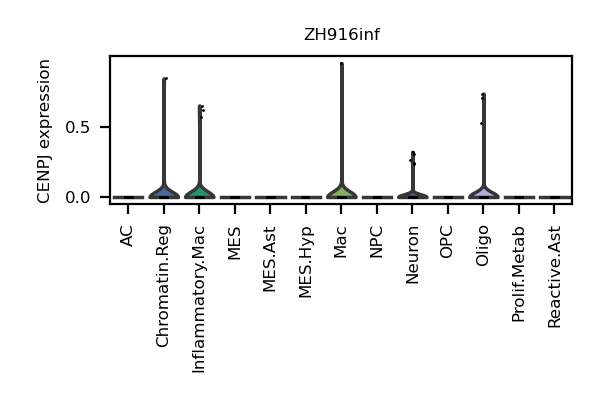 ZH916inf
CENPJ expression
0.5
0.0
AC
Chromatin.Reg
Inflammatory.Mac
MES
MES.Ast
MES.Hyp
Mac
NPC
Neuron
OPC
Oligo
Prolif.Metab
Reactive.Ast